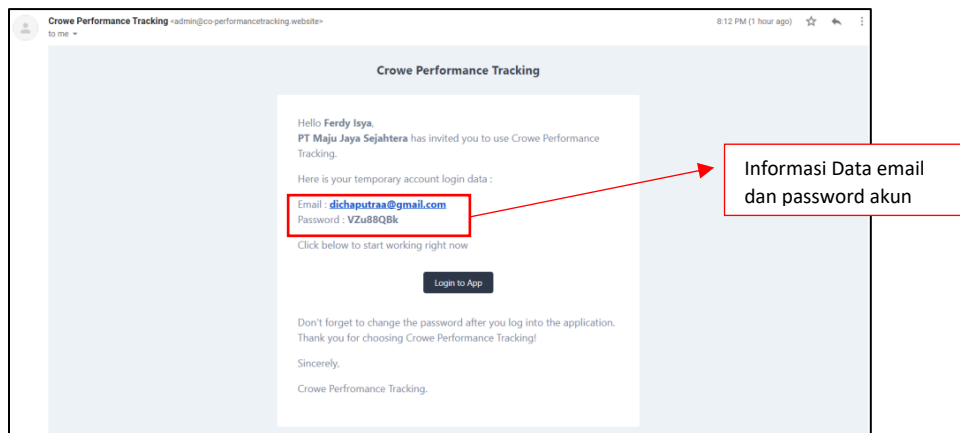 Crowe Performance Tracking <admin@co-performancetracking.website>
8:12 PM (1 hour ago)
to me
Crowe Performance Tracking
Hello Ferdy Isya,
PT Maju Jaya Sejahtera has invited you to use Crowe Performance
Tracking.
Here is your temporary account login data :
Email : dichaputraa@gmail.com
Password : VZu88QBk
Click below to start working right now
Login to App
Don't forget to change the password after you log into the application.
Thank you for choosing Crowe Performance Tracking!
Sincerely,
Crowe Perfromance Tracking.
Informasi Data email
dan password akun